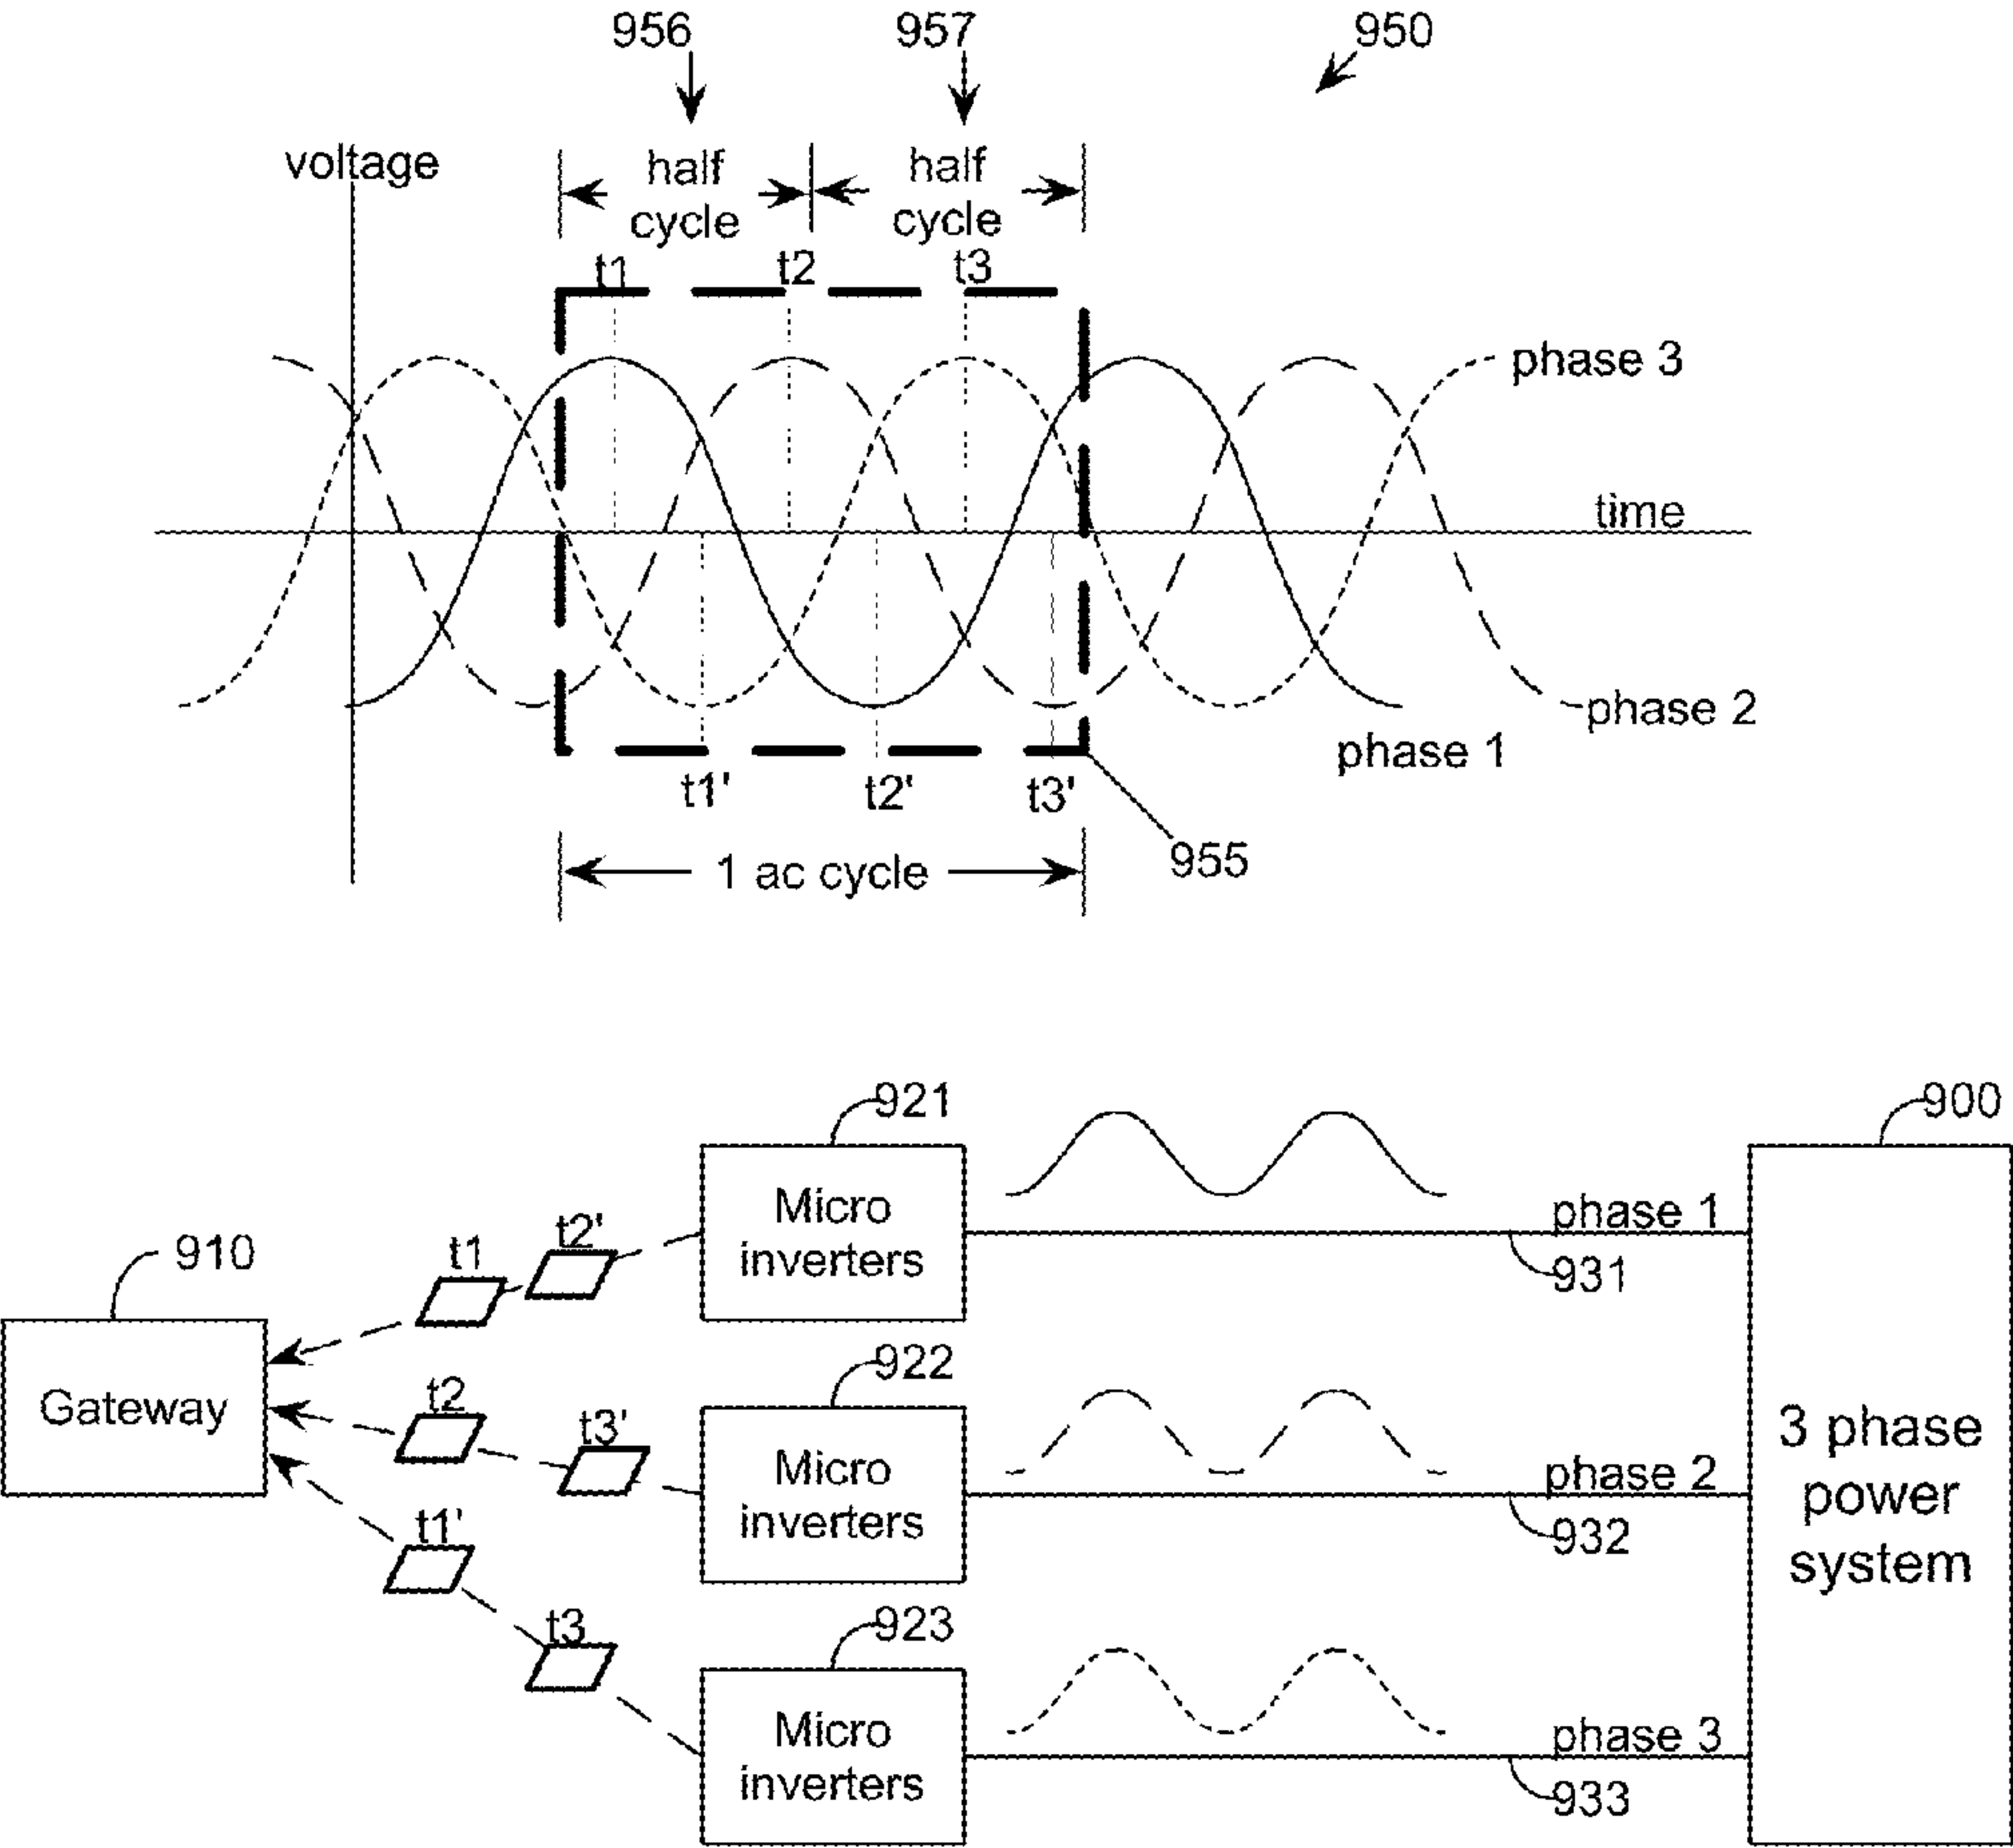 956
957
950
voltage
half
cycle
half
cycle
t1
t2
t3
phase 3
time
phase 2
phase 1
t1'
t2'
t3'
955
1 ac cycle
921
900
Micro
inverters
phase 1
931
910
t1
t2'
Gateway
922
t2
t3'
Micro
inverters
phase 2
932
3 phase
power
system
t1'
t3
923
Micro
inverters
phase 3
933